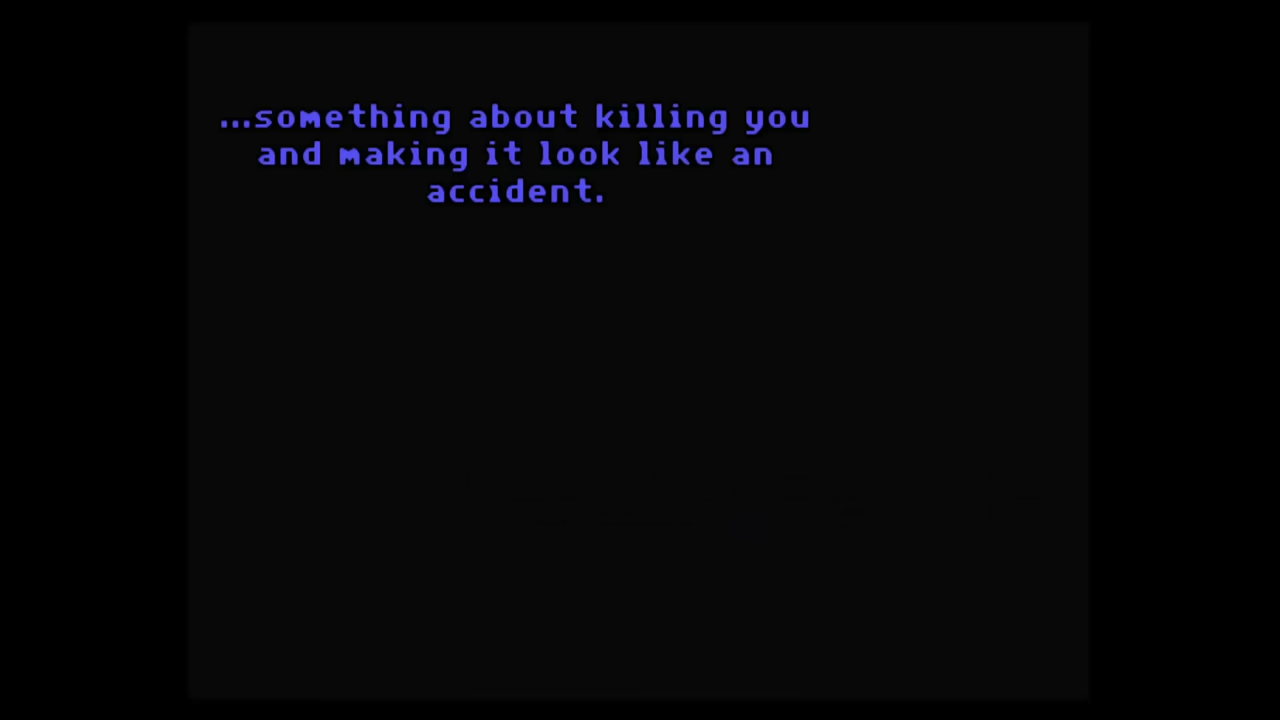 ...something about killing you
and making it look like an
accident.